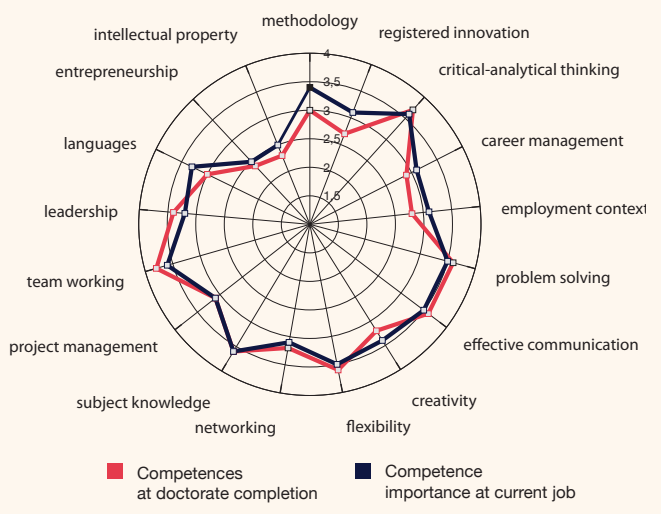 methodology
registered innovation
critical-analytical thinking
career management
employment context
problem solving
effective communication
creativity
flexibility
networking
subject knowledge
project management
team working
leadership
languages
entrepreneurship
intellectual property
4
3,5
3
2,5
2
1,5
Competences
at doctorate completion
Competence
importance at current job